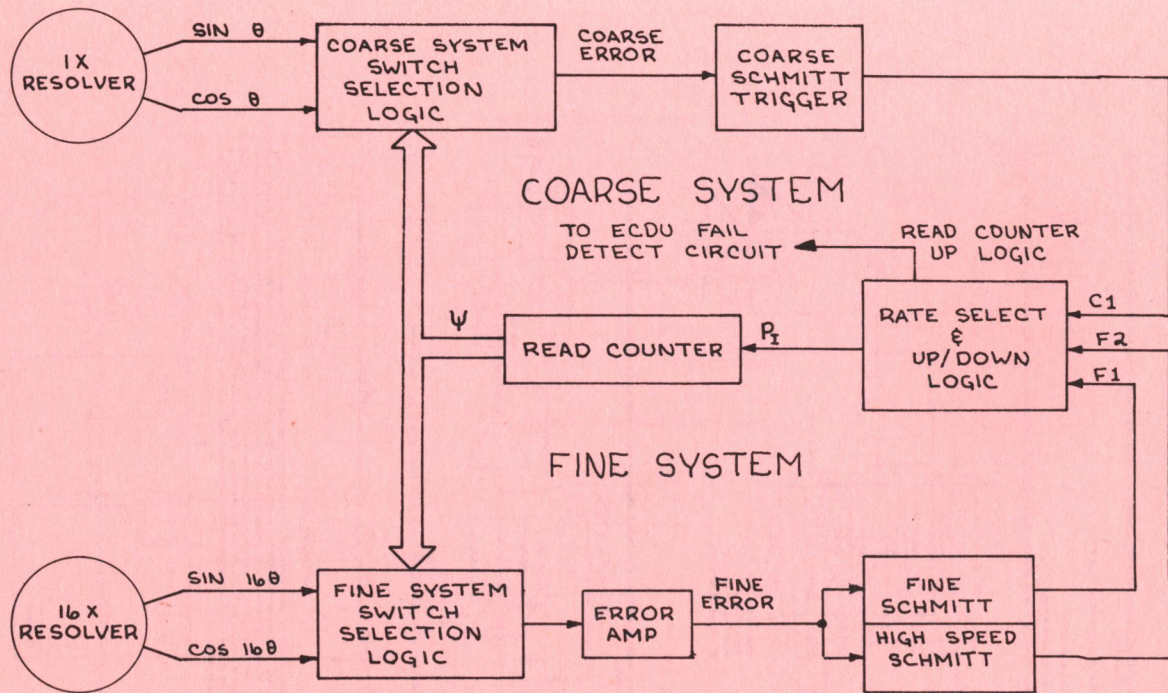 1X
RESOLVER
SIN θ
COS θ
COARSE SYSTEM
SWITCH
SELECTION
LOGIC
COARSE
ERROR
COARSE
SCHMITT
TRIGGER
COARSE SYSTEM
TO ECDU FAIL
DETECT CIRCUIT
READ COUNTER
UP LOGIC
Ψ
READ COUNTER
P_I
RATE SELECT
&
UP/DOWN
LOGIC
C1
F2
F1
FINE SYSTEM
16 X
RESOLVER
SIN 16θ
COS 16θ
FINE SYSTEM
SWITCH
SELECTION
LOGIC
ERROR
AMP
FINE
ERROR
FINE
SCHMITT
HIGH SPEED
SCHMITT